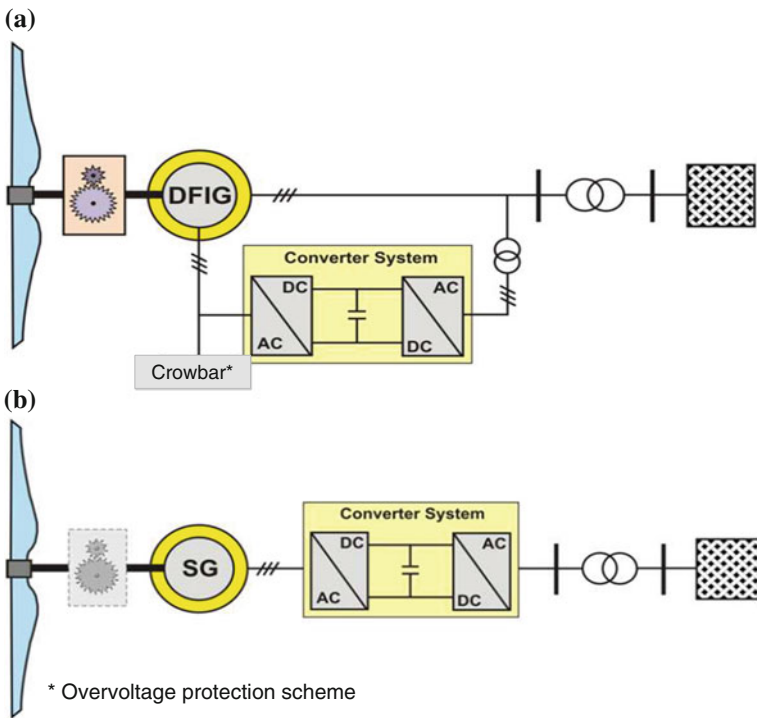 (a)
DFIG
Converter System
DC
AC
AC
DC
Crowbar*
(b)
SG
Converter System
DC
AC
AC
DC
* Overvoltage protection scheme